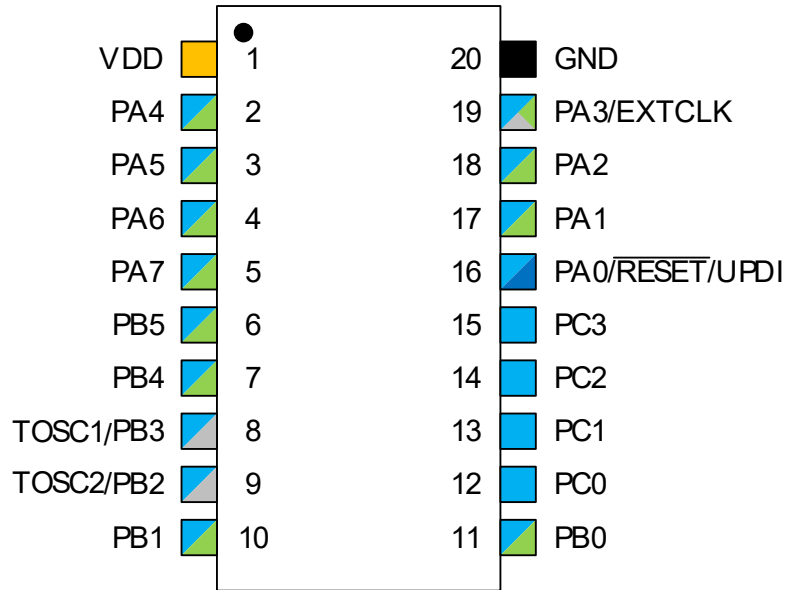 VDD 1 20 GND
PA4 2 19 PA3/EXTCLK
PA5 3 18 PA2
PA6 4 17 PA1
PA7 5 16 PA0/RESET/UPDI
PB5 6 15 PC3
PB4 7 14 PC2
TOSC1/PB3 8 13 PC1
TOSC2/PB2 9 12 PC0
PB1 10 11 PB0